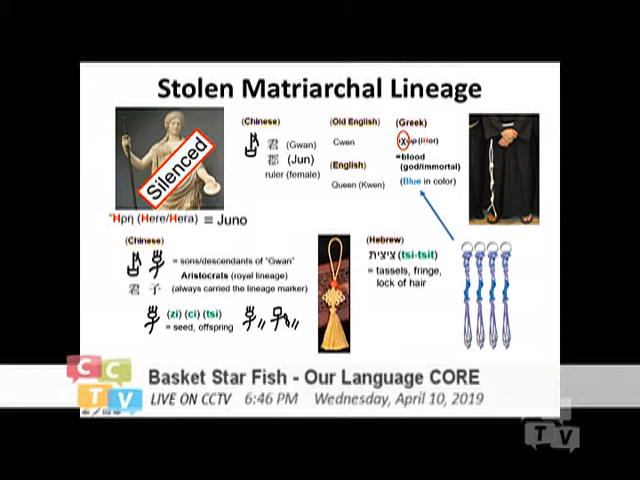 Stolen Matriarchal Lineage
Silenced
"Ηρη (Here/Hera) ≡ Juno
(Chinese)
君 (Gwan)
郡 (Jun)
ruler (female)
(Old English)
Cwen
(English)
Queen (Kwen)
(Greek)
=blood
(god/immortal)
(Blue in color)
(Chinese)
= sons/descendants of "Gwan"
Aristocrats (royal lineage)
君 子 (always carried the lineage marker)
(zi) (ci) (tsi)
= seed, offspring
(Hebrew)
ציצית (tsi-tsit)
= tassels, fringe,
lock of hair
CCTV
Basket Star Fish - Our Language CORE
LIVE ON CCTV 6:46 PM Wednesday, April 10, 2019
TV